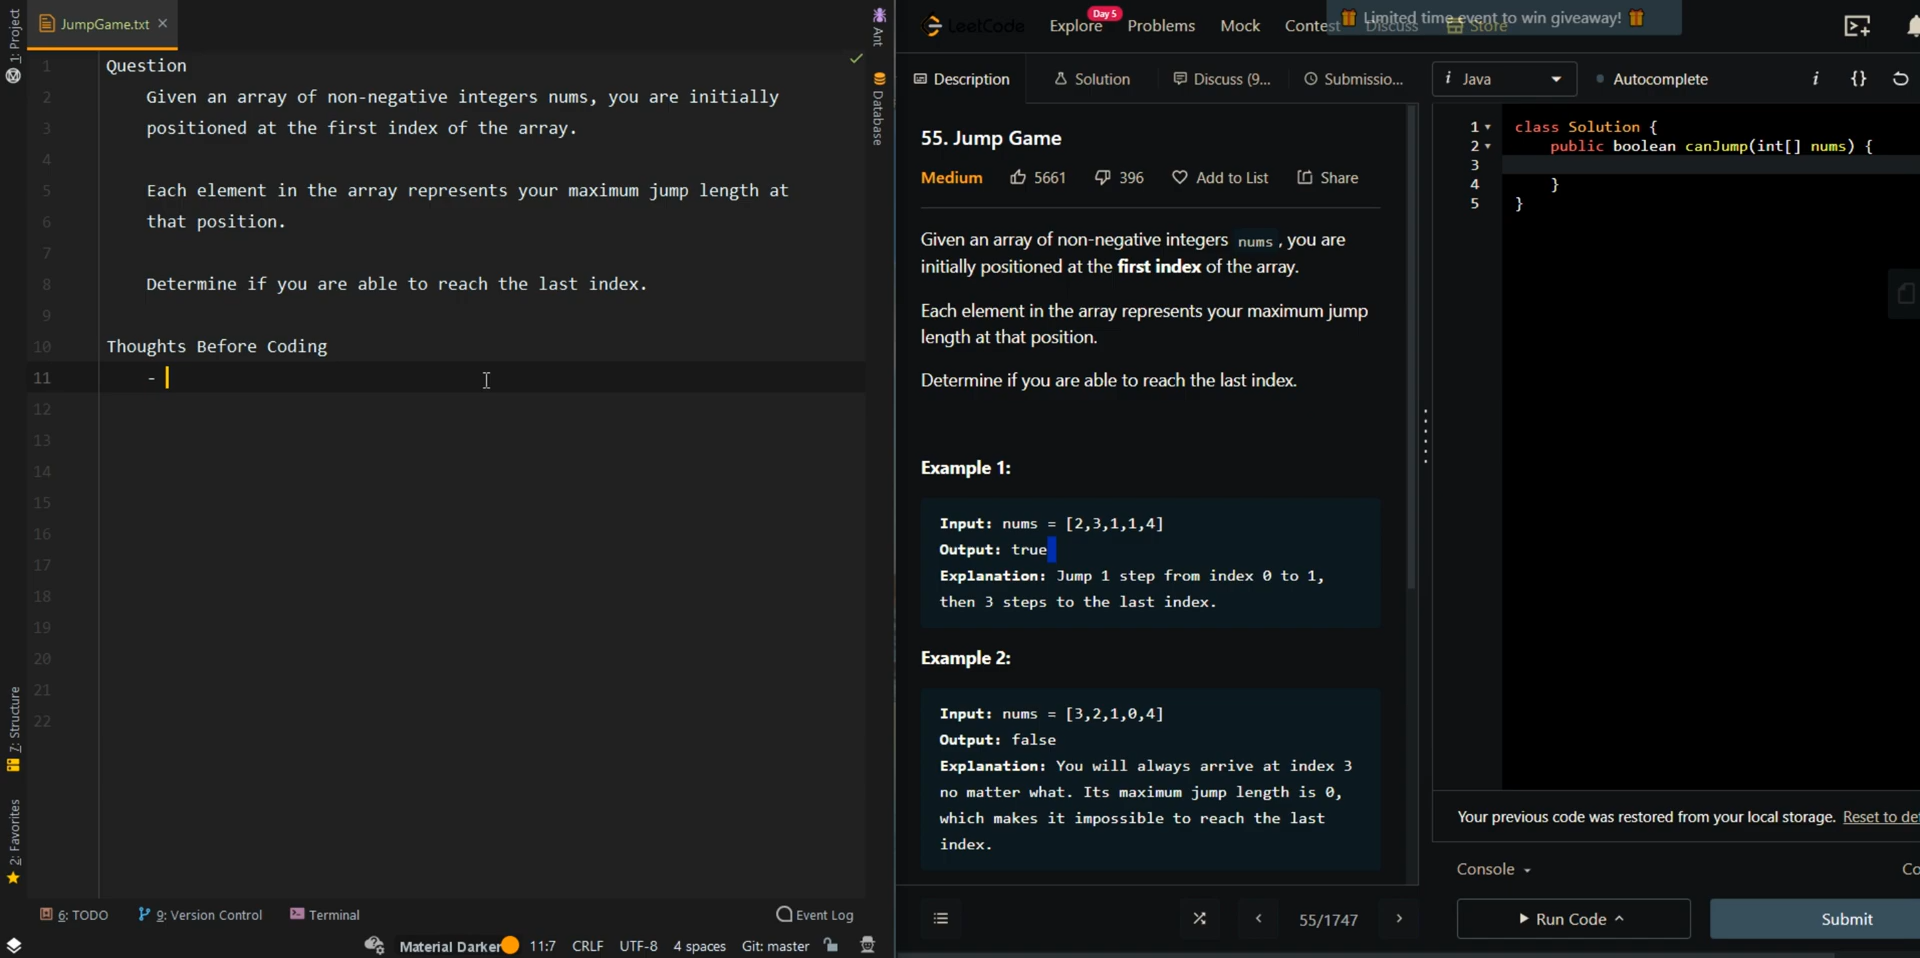 1: Project
JumpGame.txt
Ant
Database
1 Question
2 Given an array of non-negative integers nums, you are initially
3 positioned at the first index of the array.
4
5 Each element in the array represents your maximum jump length at
6 that position.
7
8 Determine if you are able to reach the last index.
9
10 Thoughts Before Coding
11 -
12
13
14
15
16
17
18
19
20
21
22
7: Structure
2: Favorites
6: TODO
9: Version Control
Terminal
Event Log
Material Darker
11:7
CRLF
UTF-8
4 spaces
Git: master
LeetCode
Explore
Day 5
Problems
Mock
Contest
Discuss
Store
Limited time event to win giveaway!
Description
Solution
Discuss (9...
Submissio...
i Java
Autocomplete
i
{}
55. Jump Game
Medium
5661
396
Add to List
Share
Given an array of non-negative integers nums, you are
initially positioned at the first index of the array.
Each element in the array represents your maximum jump
length at that position.
Determine if you are able to reach the last index.
Example 1:
Input: nums = [2,3,1,1,4]
Output: true
Explanation: Jump 1 step from index 0 to 1,
then 3 steps to the last index.
Example 2:
Input: nums = [3,2,1,0,4]
Output: false
Explanation: You will always arrive at index 3
no matter what. Its maximum jump length is 0,
which makes it impossible to reach the last
index.
55/1747
1 class Solution {
2 public boolean canJump(int[] nums) {
3
4 }
5 }
Your previous code was restored from your local storage. Reset to def
Console
Co
Run Code
Submit